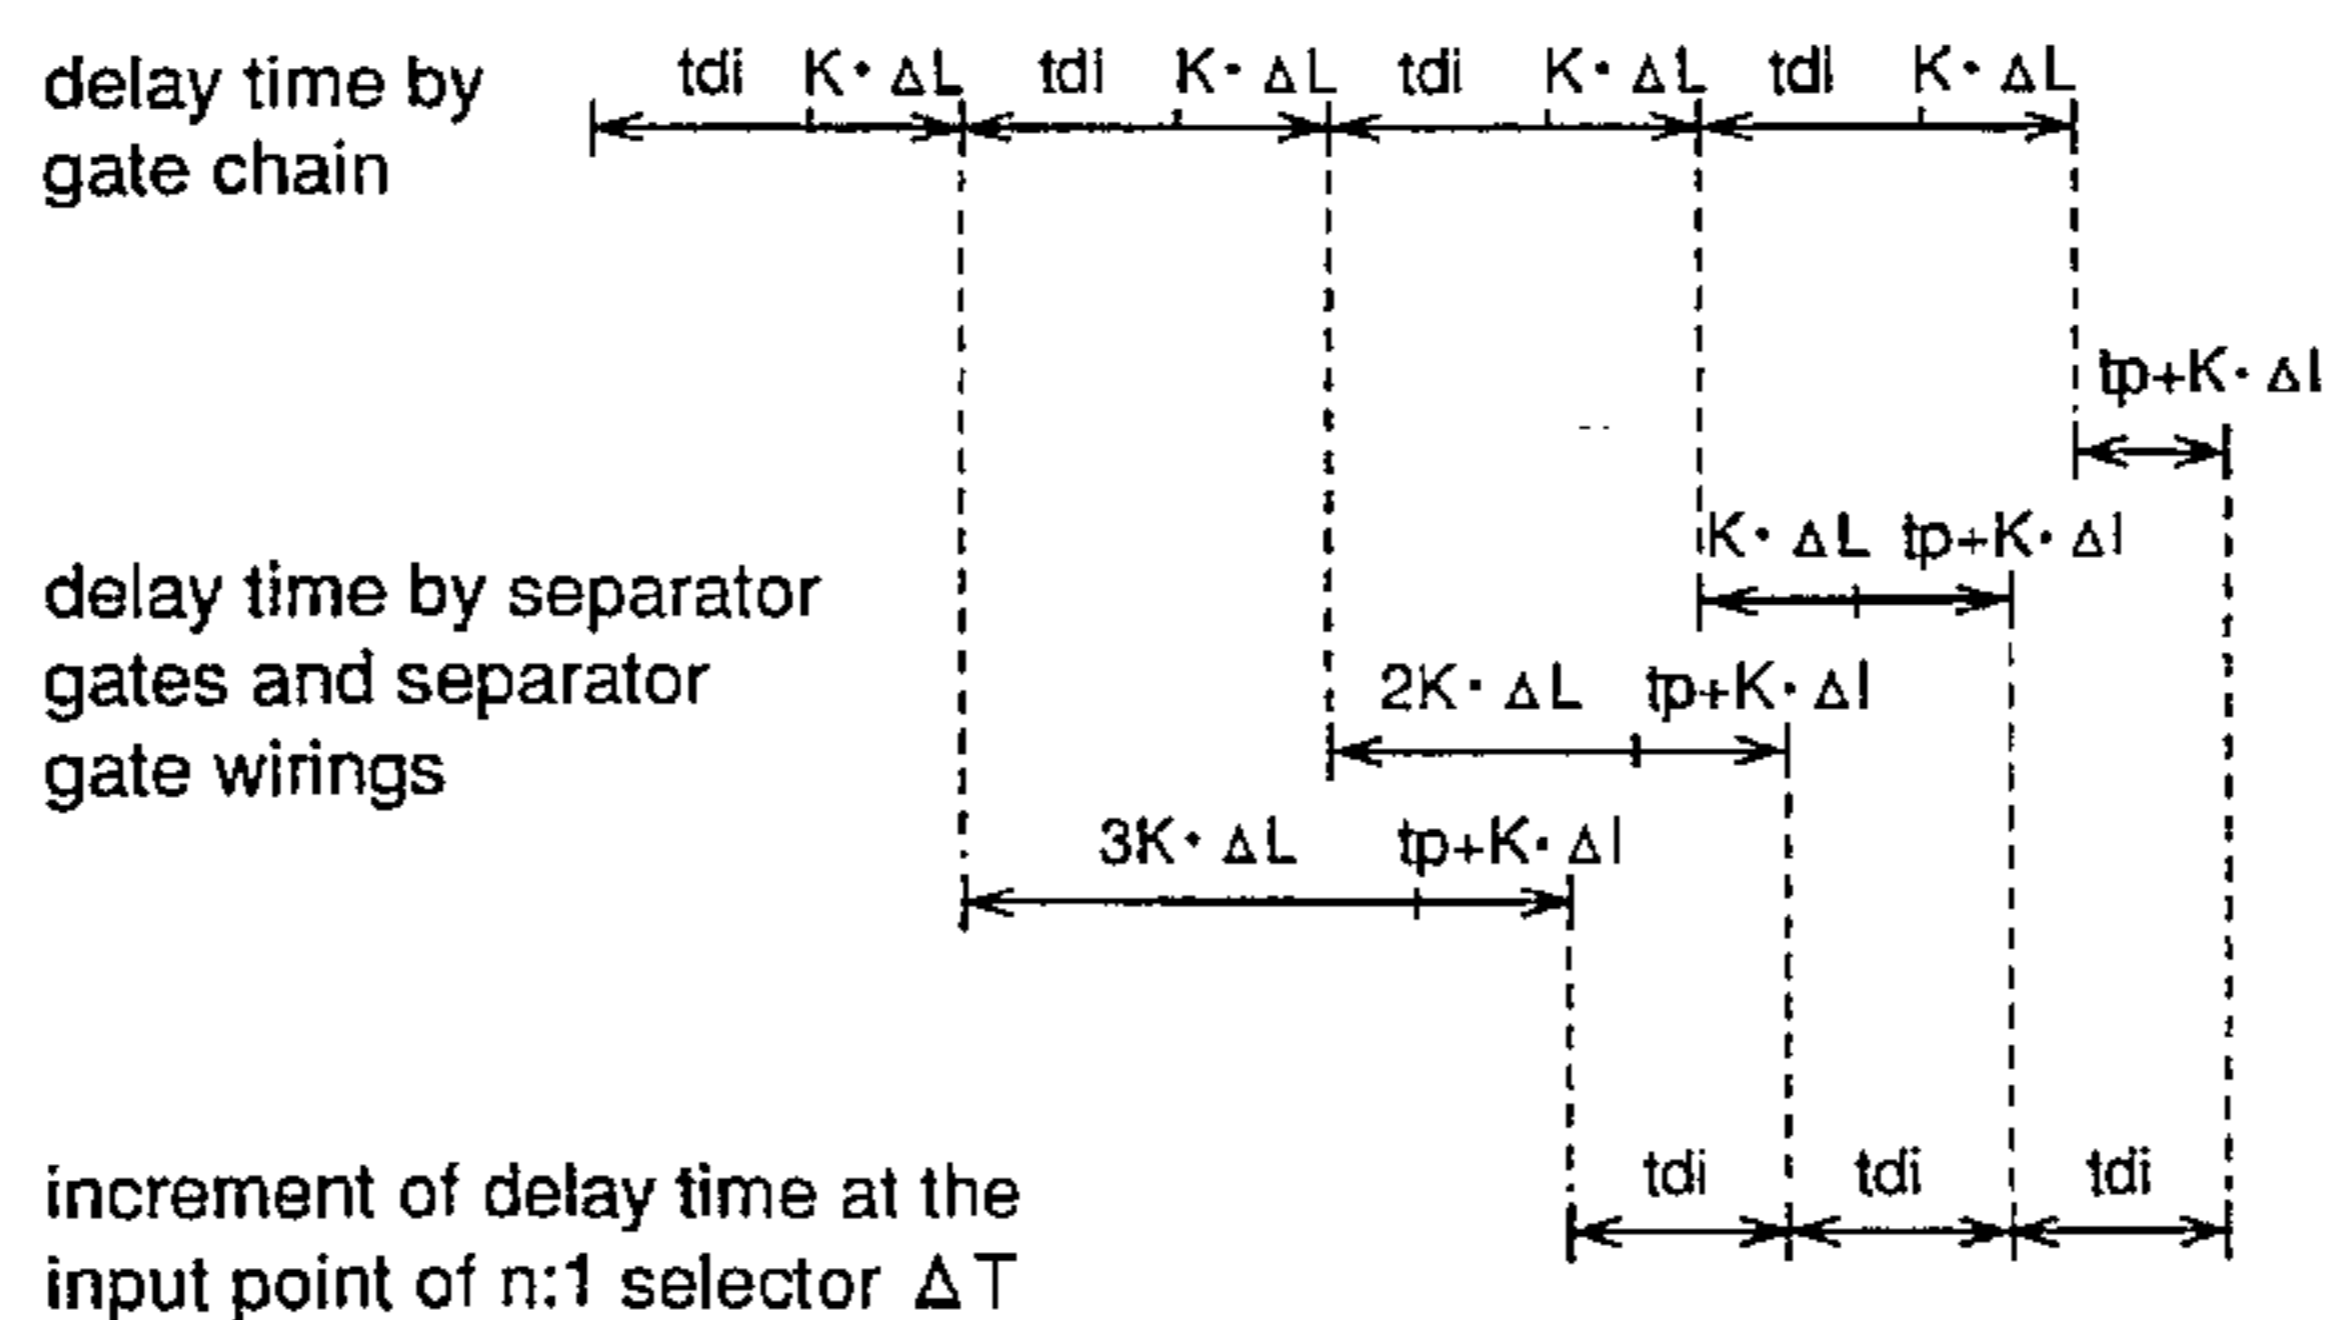 delay time by
gate chain
tdi K・ΔL tdi K・ΔL tdi K・ΔL tdi K・ΔL
tp+K・Δl
K・ΔL tp+K・Δl
delay time by separator
gates and separator
gate wirings
2K・ΔL tp+K・Δl
3K・ΔL tp+K・Δl
tdi tdi tdi
increment of delay time at the
input point of n:1 selector ΔT